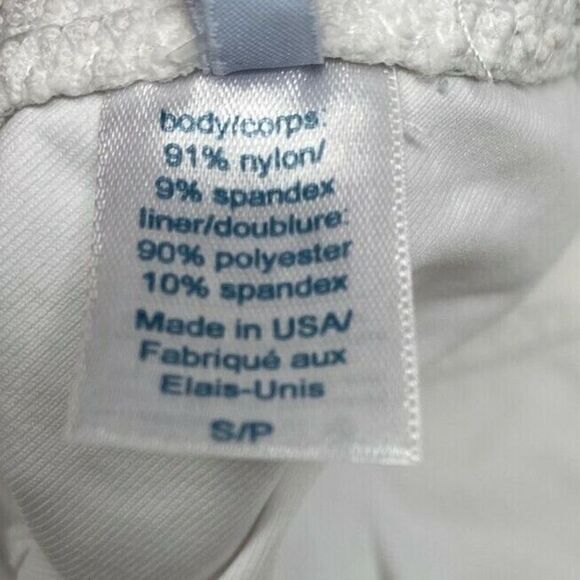 body/corps:
91% nylon/
9% spandex
liner/doublure:
90% polyester
10% spandex
Made in USA/
Fabriqué aux
Elais-Unis
S/P